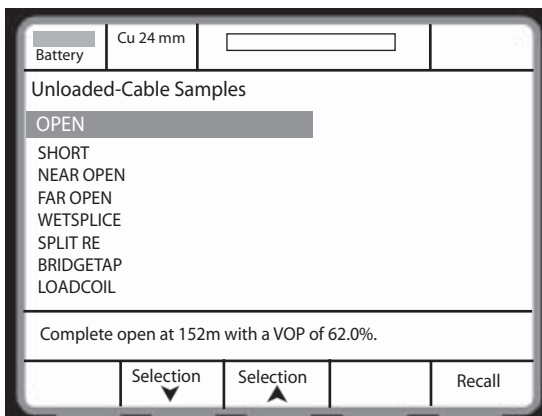 Battery
Cu 24 mm
Unloaded-Cable Samples
OPEN
SHORT
NEAR OPEN
FAR OPEN
WETSPLICE
SPLIT RE
BRIDGETAP
LOADCOIL
Complete open at 152m with a VOP of 62.0%.
Selection
Selection
Recall